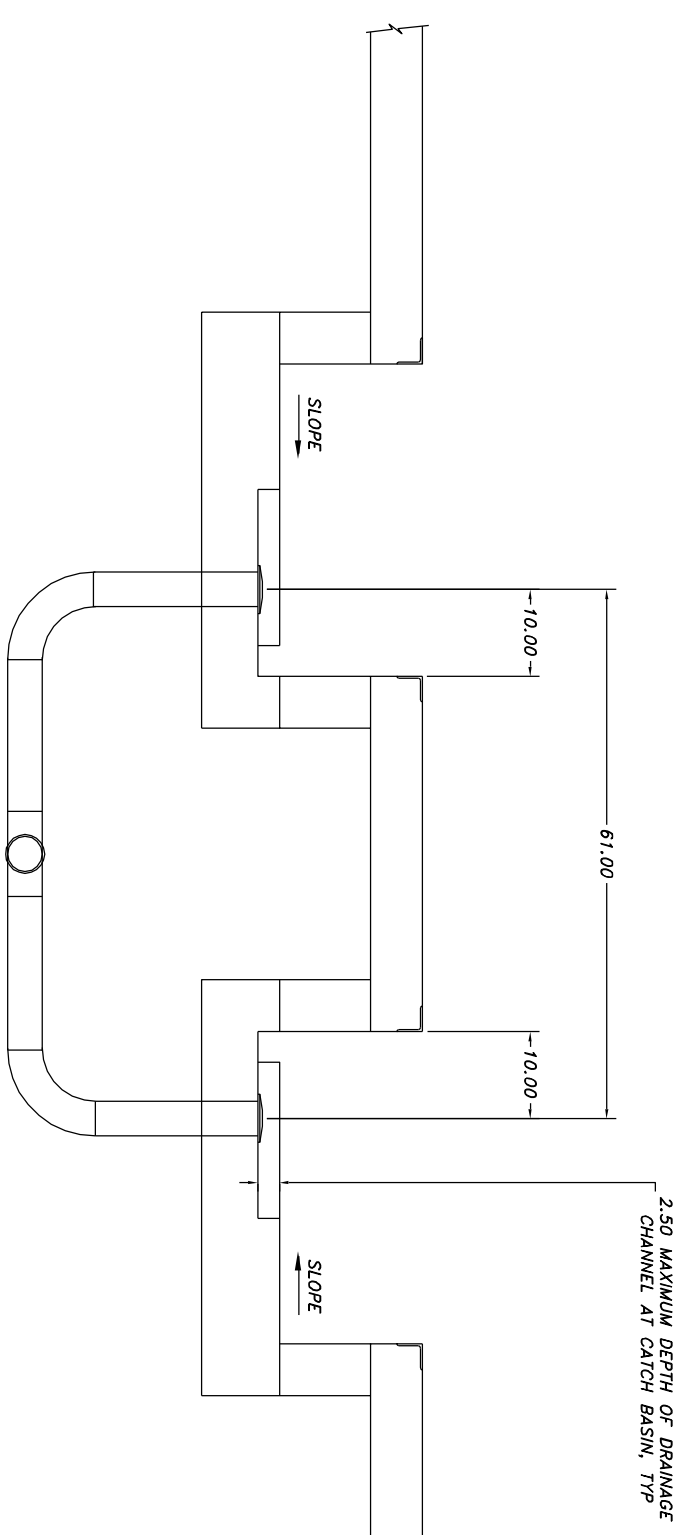 2.50 MAXIMUM DEPTH OF DRAINAGE
CHANNEL AT CATCH BASIN, TYP
61.00
10.00
10.00
SLOPE
SLOPE